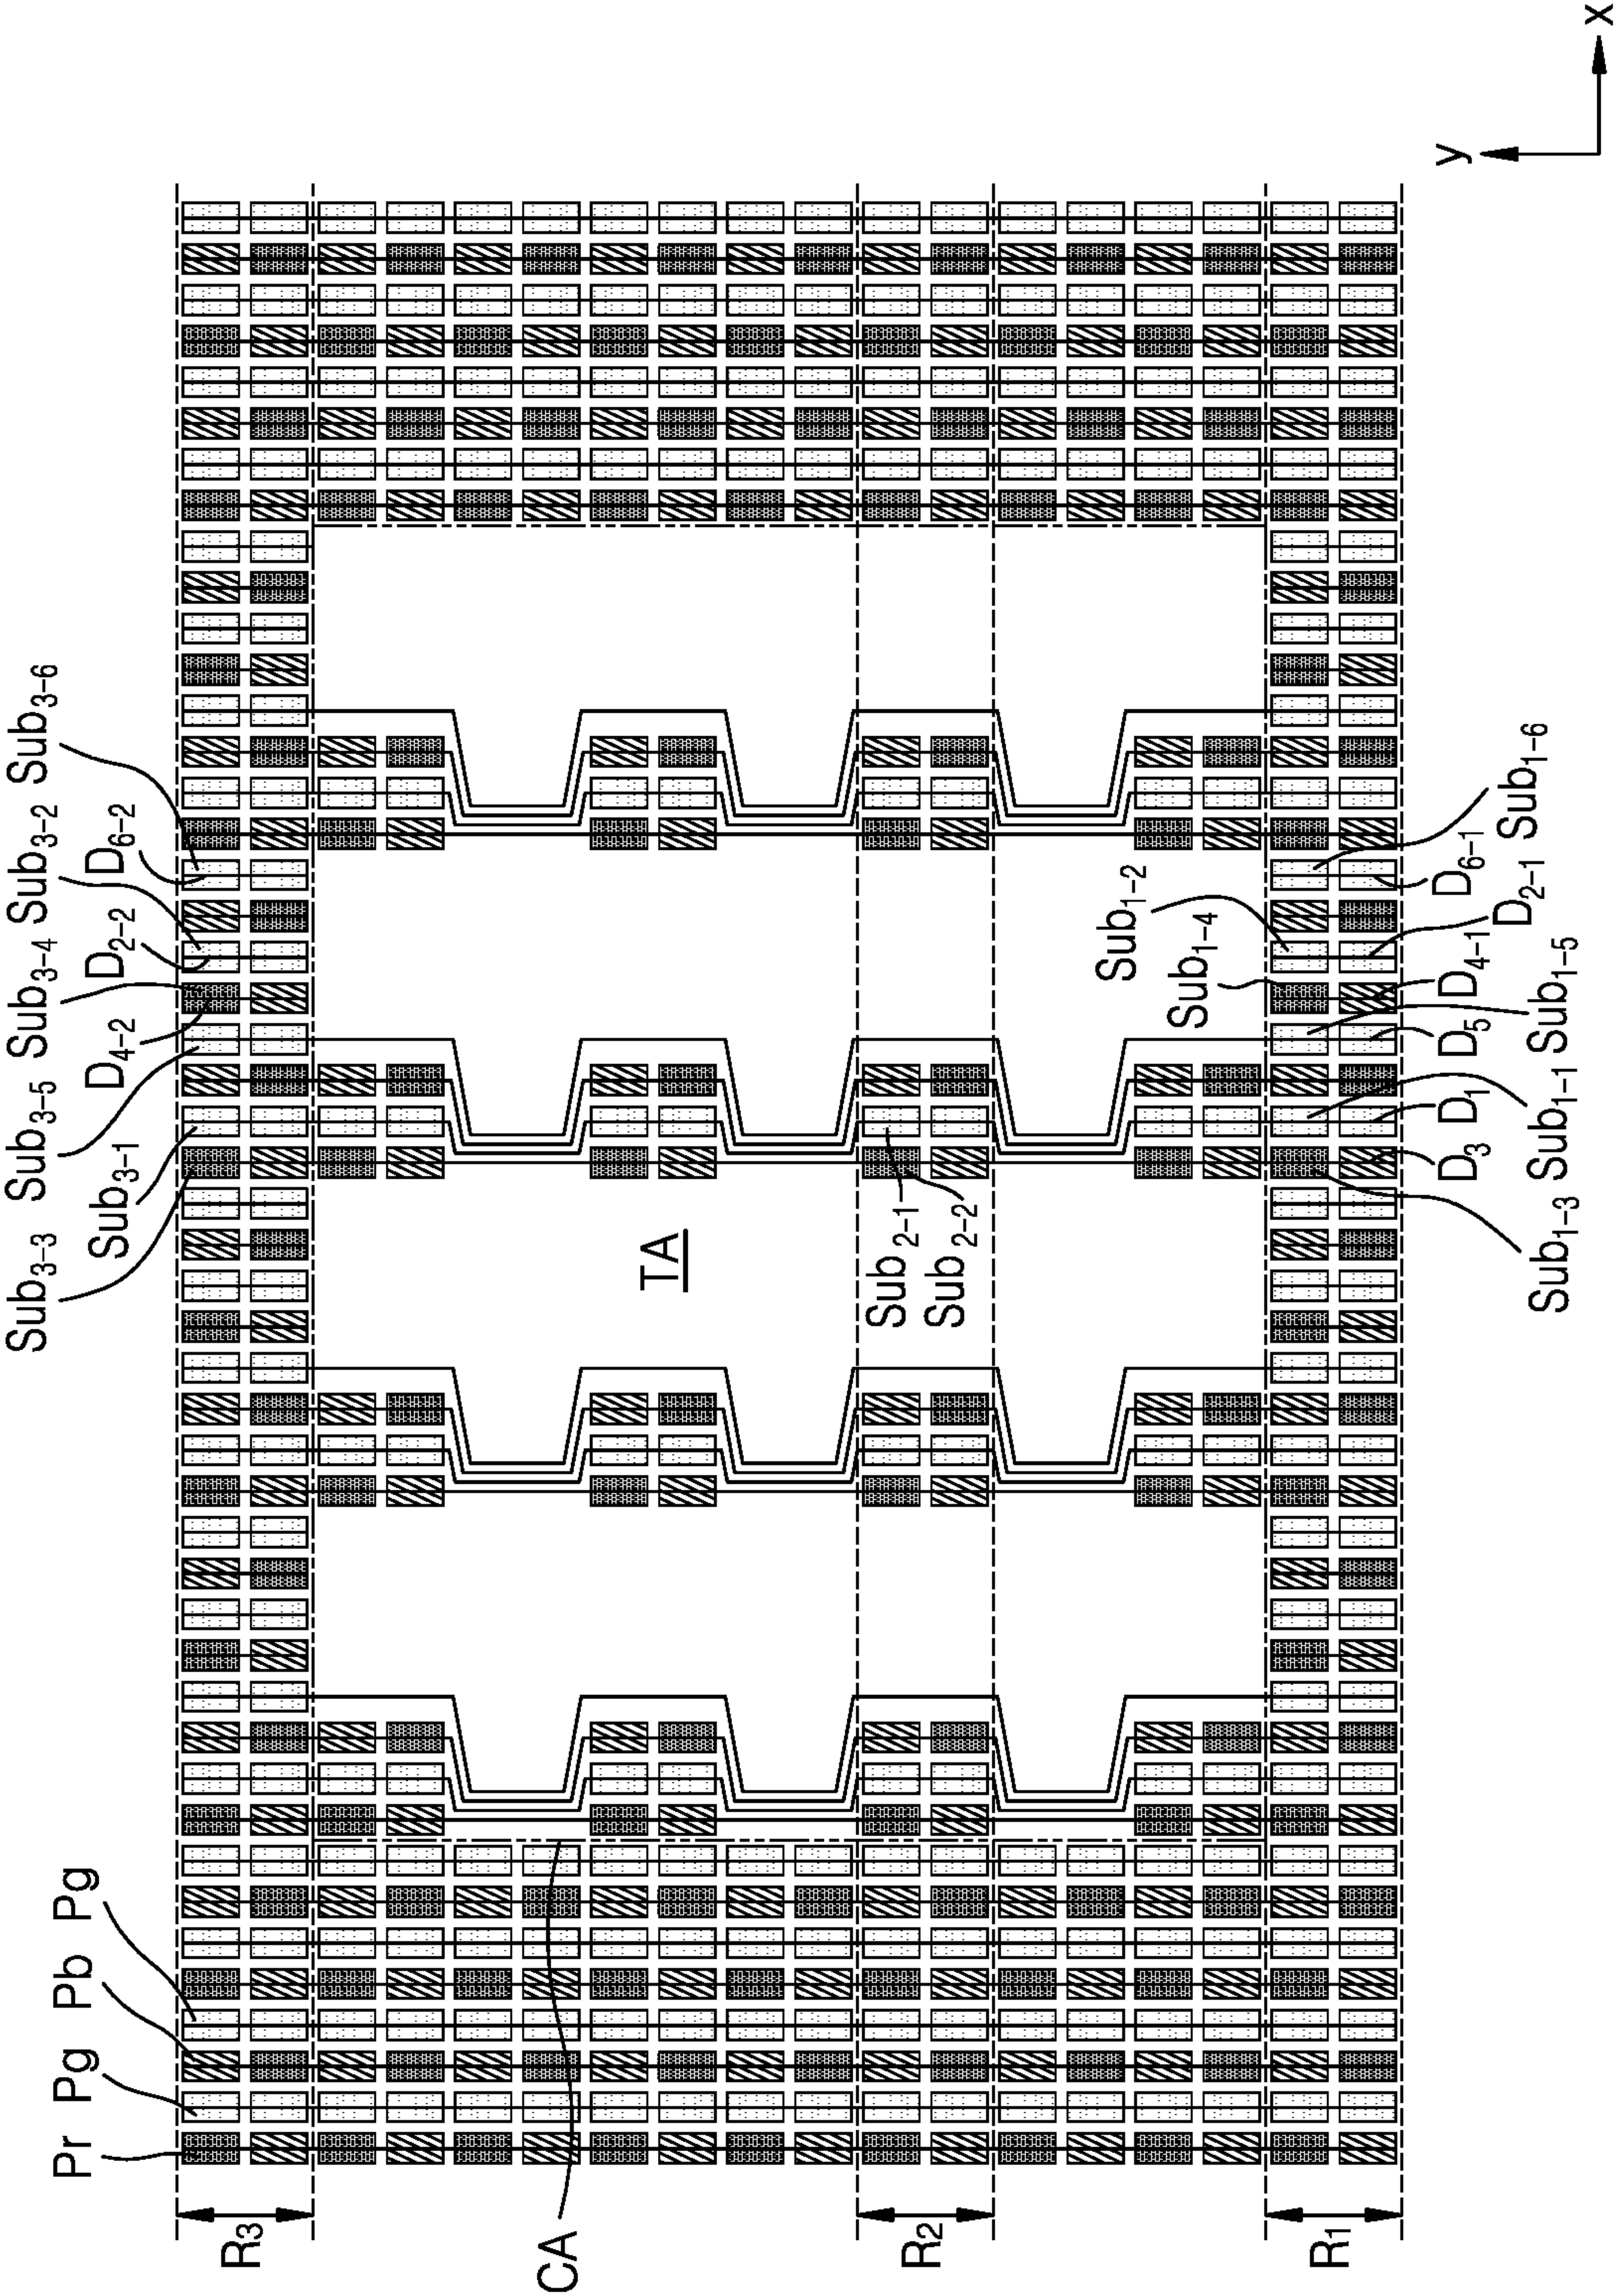 Sub3-3 Sub3-5 Sub3-4 Sub3-2 Sub3-6
Pr Pg Pb Pg Sub3-1 D4-2 D2-2 D6-2
R3
CA
TA
Sub2-1
R2 Sub2-2
Sub1-2
Sub1-4
R1
D3 D1 D5 D4-1 D6-1 y
D2-1 Sub1-6
Sub1-3 Sub1-1 Sub1-5
x